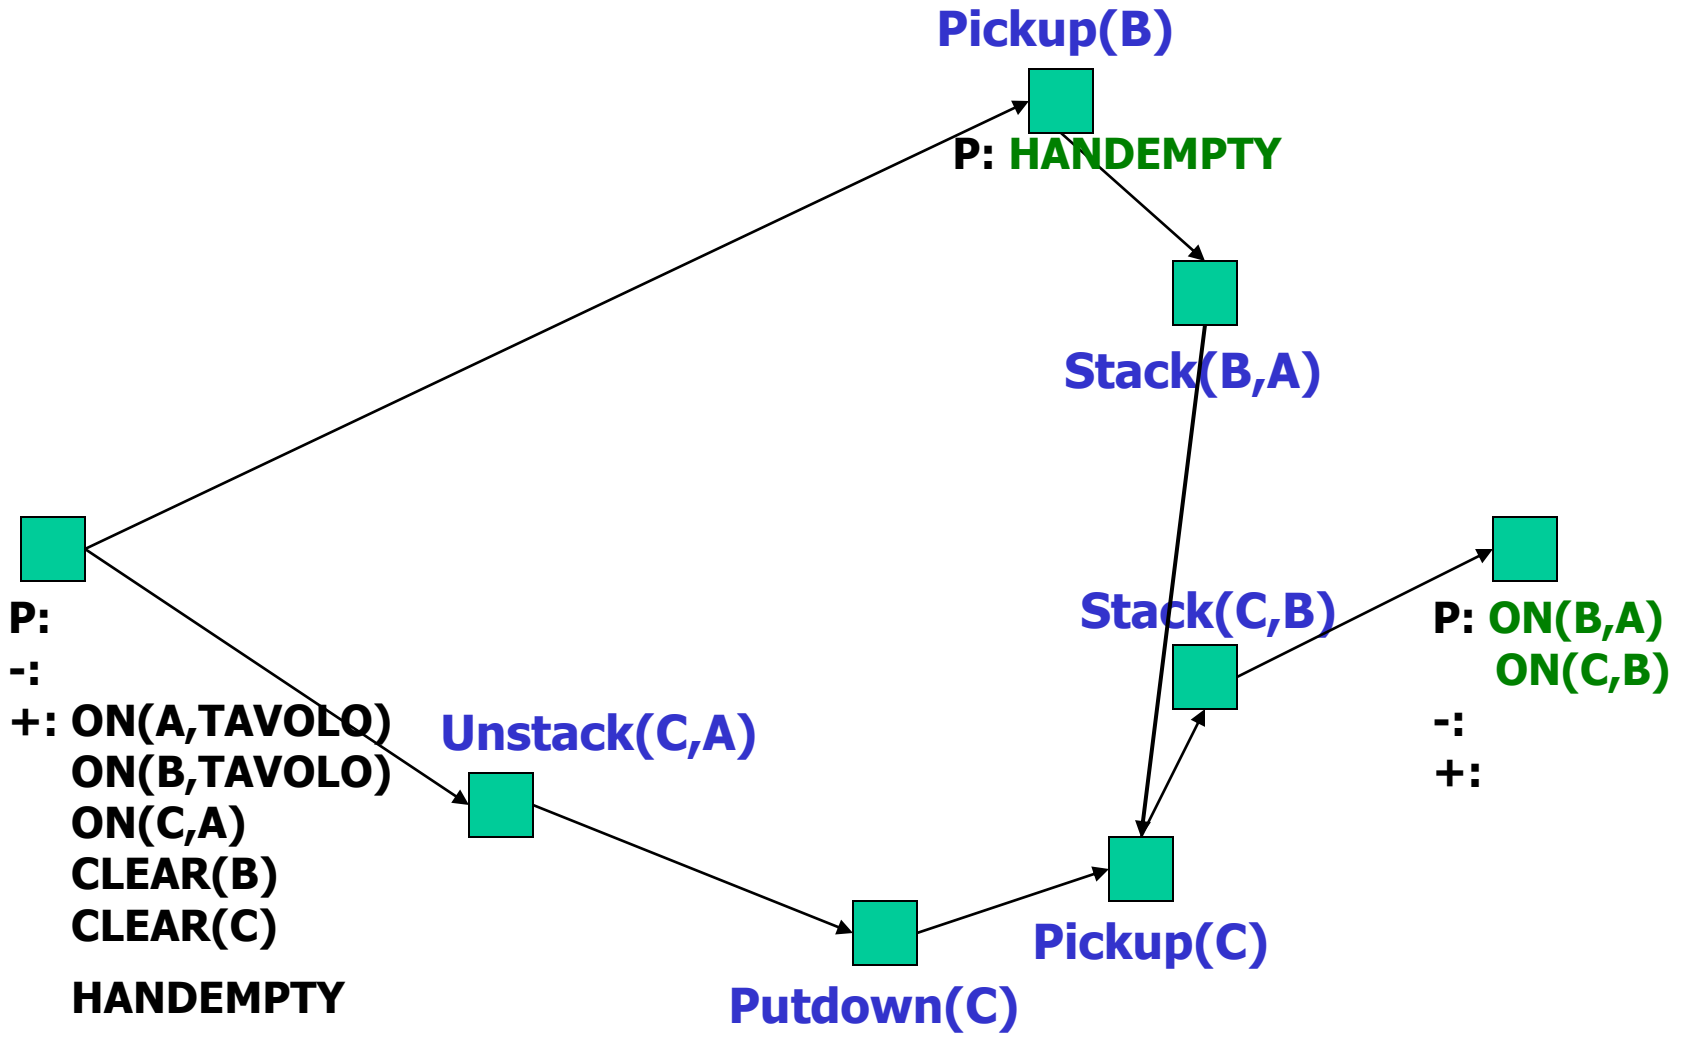 Pickup(B)
P: HANDEMPTY
Stack(B,A)
Stack(C,B)
P:
-:
+: ON(A,TAVOLO)
ON(B,TAVOLO)
ON(C,A)
CLEAR(B)
CLEAR(C)
HANDEMPTY
Unstack(C,A)
Putdown(C)
Pickup(C)
P: ON(B,A)
ON(C,B)
-:
+: